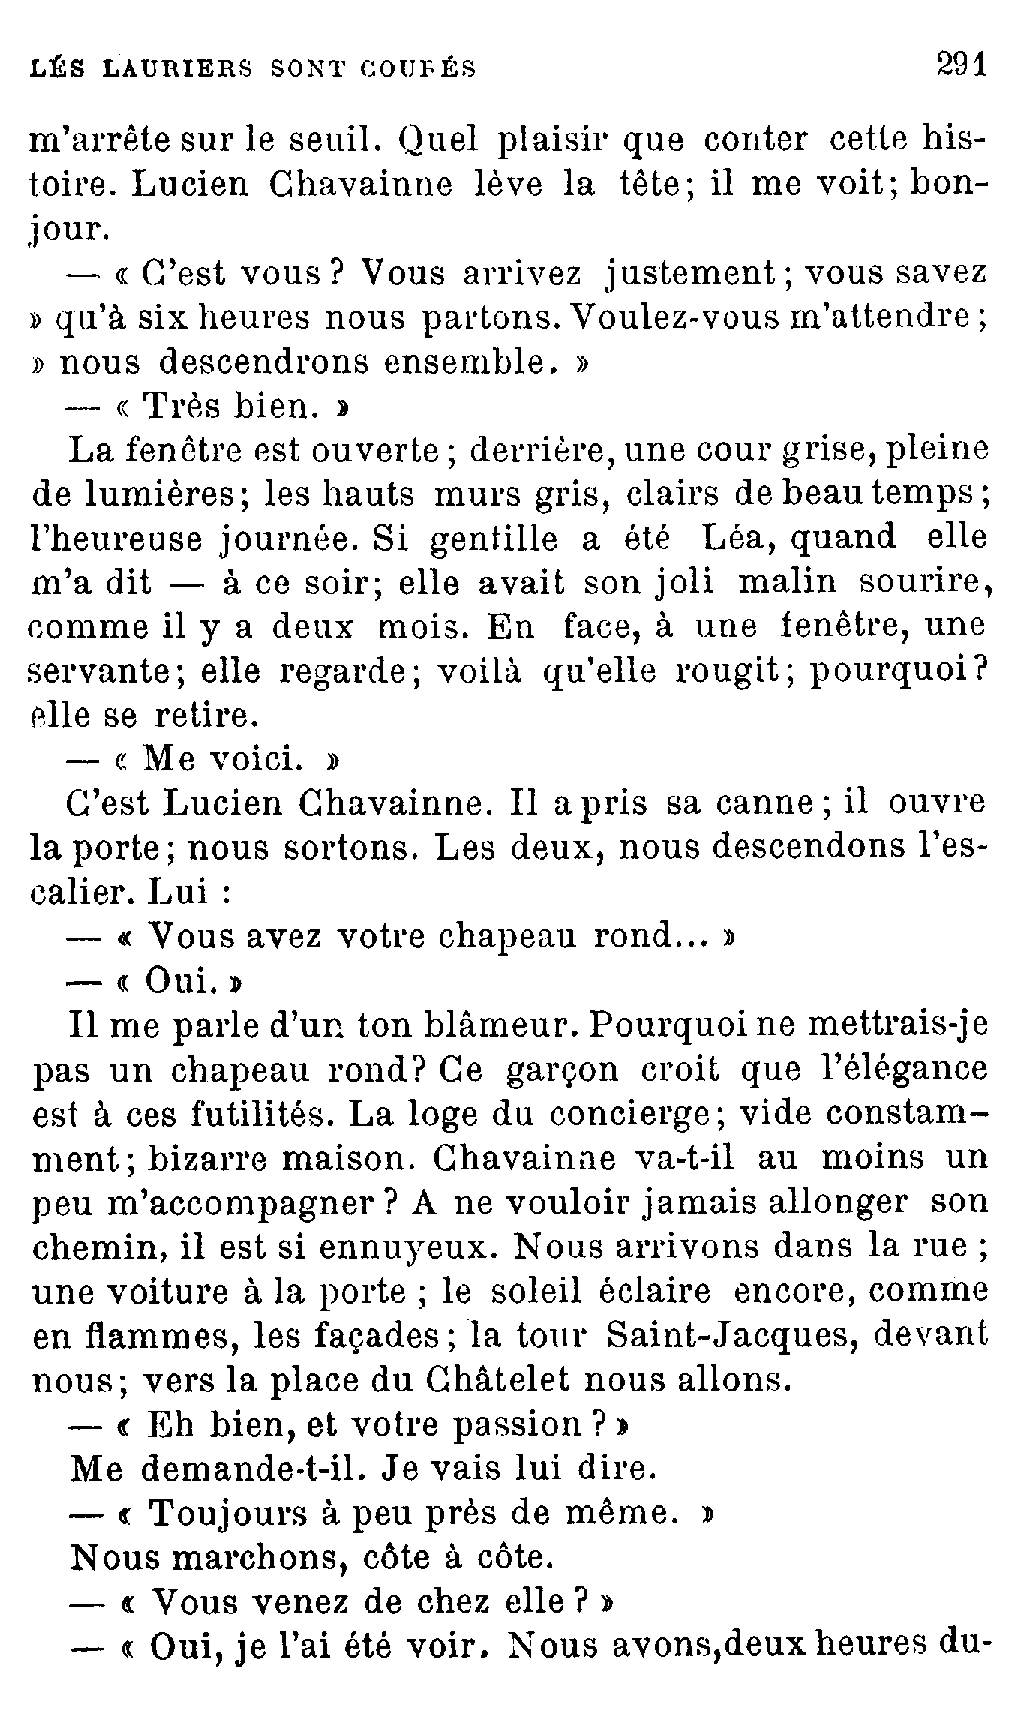 LÉS LAURIERS SONT COUPÉS 291
m'arrête sur le seuil. Quel plaisir que conter cette his-
toire. Lucien Chavainne lève la tête; il me voit; bon-
jour.
— « C'est vous ? Vous arrivez justement ; vous savez
» qu'à six heures nous partons. Voulez-vous m'attendre ;
» nous descendrons ensemble. »
— « Très bien. »
La fenêtre est ouverte ; derrière, une cour grise, pleine
de lumières; les hauts murs gris, clairs de beau temps ;
l'heureuse journée. Si gentille a été Léa, quand elle
m'a dit — à ce soir; elle avait son joli malin sourire,
comme il y a deux mois. En face, à une fenêtre, une
servante; elle regarde; voilà qu'elle rougit; pourquoi?
elle se retire.
— « Me voici. »
C'est Lucien Chavainne. Il a pris sa canne ; il ouvre
la porte; nous sortons. Les deux, nous descendons l'es-
calier. Lui :
— « Vous avez votre chapeau rond... »
— « Oui. »
Il me parle d'un ton blâmeur. Pourquoi ne mettrais-je
pas un chapeau rond? Ce garçon croit que l'élégance
est à ces futilités. La loge du concierge; vide constam-
ment; bizarre maison. Chavainne va-t-il au moins un
peu m'accompagner ? A ne vouloir jamais allonger son
chemin, il est si ennuyeux. Nous arrivons dans la rue ;
une voiture à la porte ; le soleil éclaire encore, comme
en flammes, les façades ; la tour Saint-Jacques, devant
nous; vers la place du Châtelet nous allons.
— « Eh bien, et votre passion ? »
Me demande-t-il. Je vais lui dire.
— « Toujours à peu près de même. »
Nous marchons, côte à côte.
— « Vous venez de chez elle ? »
— « Oui, je l'ai été voir. Nous avons,deux heures du-